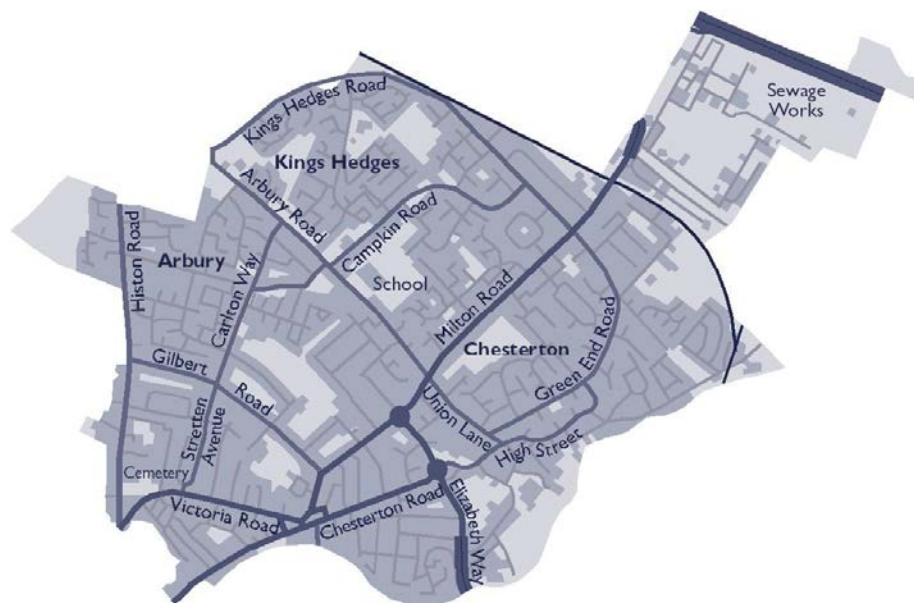 Sewage
Works
Kings Hedges Road
Kings Hedges
Arbury Road
Campkin Road
Histon Road
Arbury
Carlton Way
School
Milton Road
Chesterton
Green End Road
Gilbert
Road
Stretten
Avenue
Union Lane
High Street
Cemetery
Victoria Road
Chesterton Road
Elizabeth Way